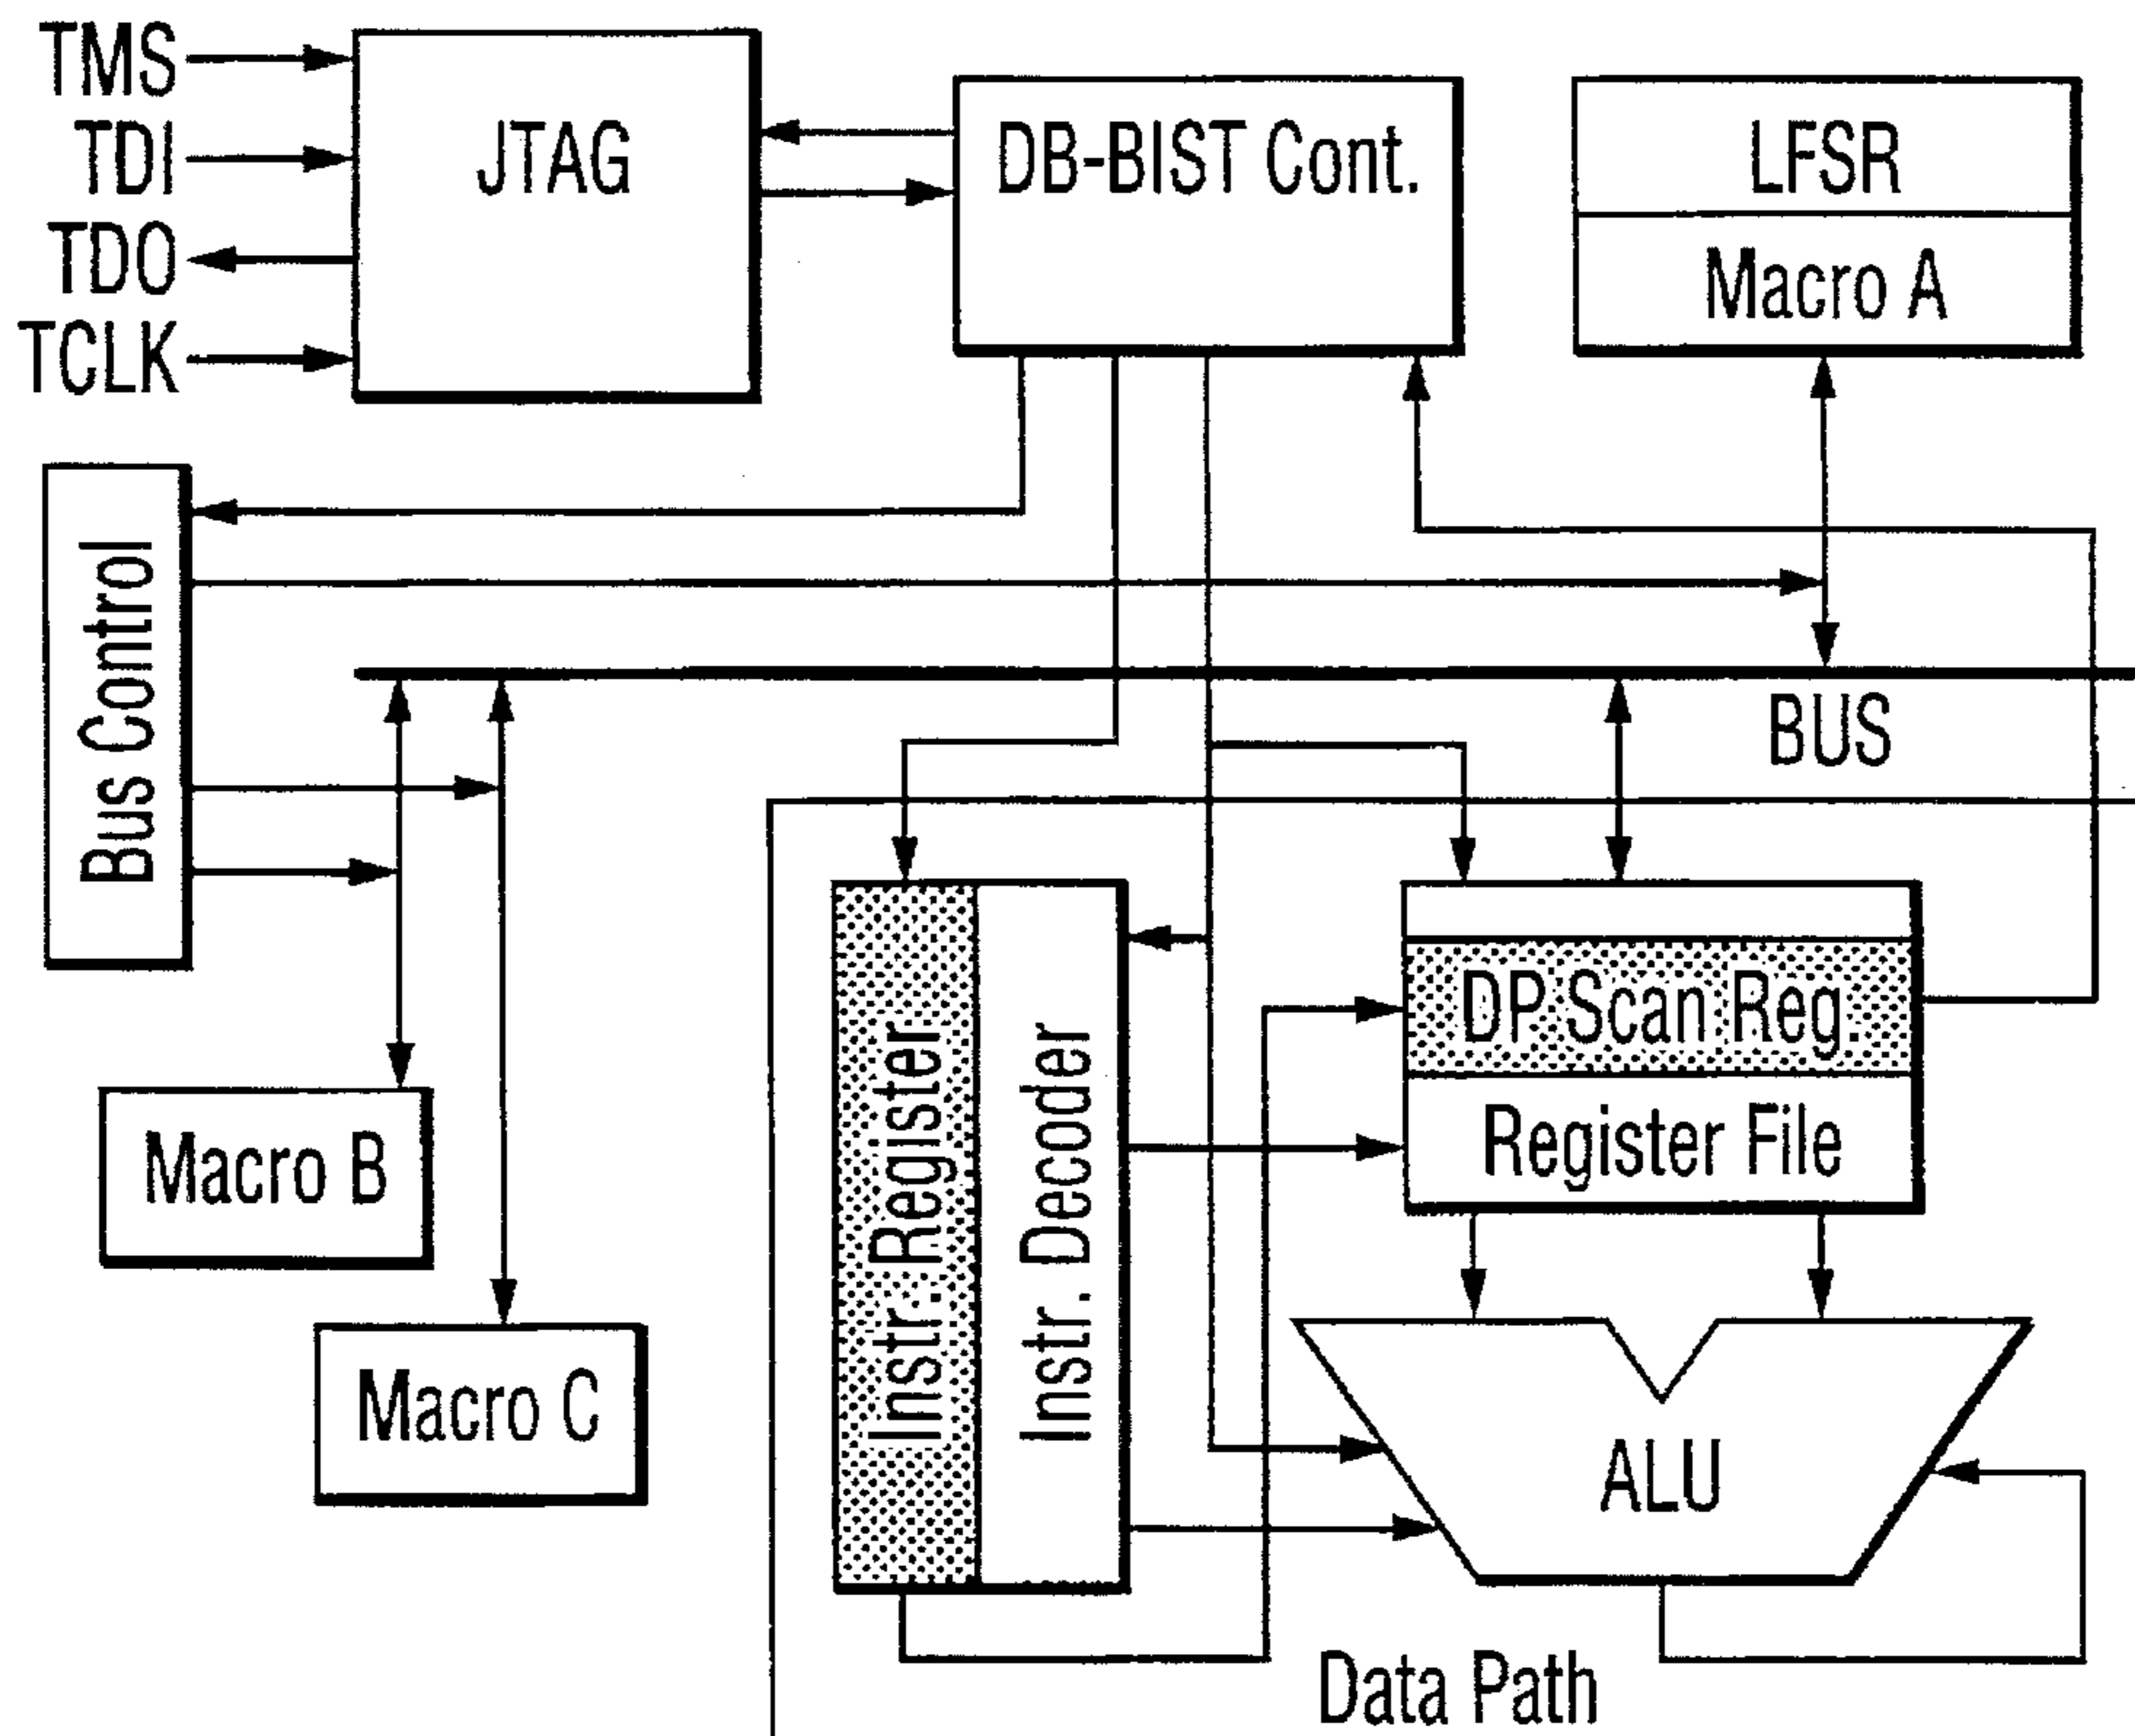 TMS
TDI
TDO
TCLK
JTAG
DB-BIST Cont.
LFSR
Macro A
Bus Control
BUS
Instr. Register
Instr. Decoder
DP Scan Reg.
Register File
Macro B
Macro C
ALU
Data Path